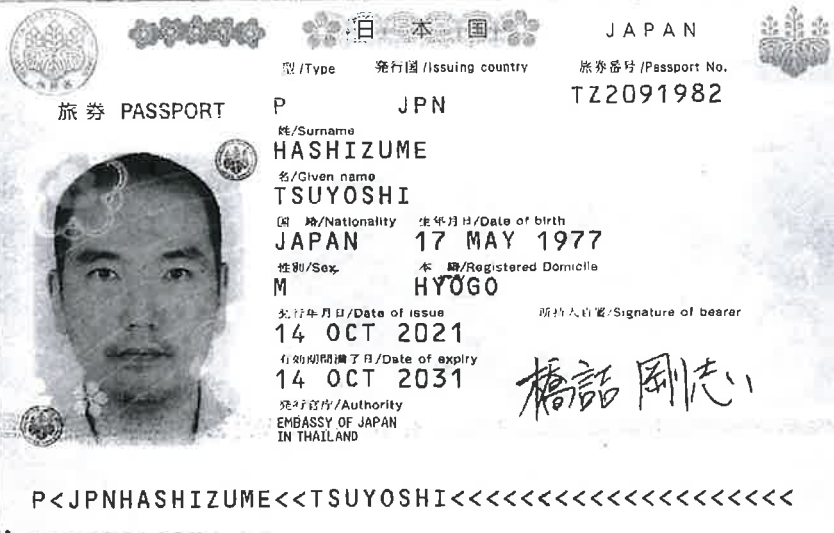 日本国 JAPAN
型/Type 発行国/Issuing country 旅券番号/Passport No.
旅券 PASSPORT P JPN TZ2091982
姓/Surname
HASHIZUME
名/Given name
TSUYOSHI
国 籍/Nationality 生年月日/Date of birth
JAPAN 17 MAY 1977
性別/Sex 本 籍/Registered Domicile
M HYOGO
発行年月日/Date of issue 所持人自署/Signature of bearer
14 OCT 2021
有効期間満了日/Date of expiry
14 OCT 2031
橋詰 剛志
発行官庁/Authority
EMBASSY OF JAPAN
IN THAILAND
P<JPNHASHIZUME<<TSUYOSHI<<<<<<<<<<<<<<<<<<<<